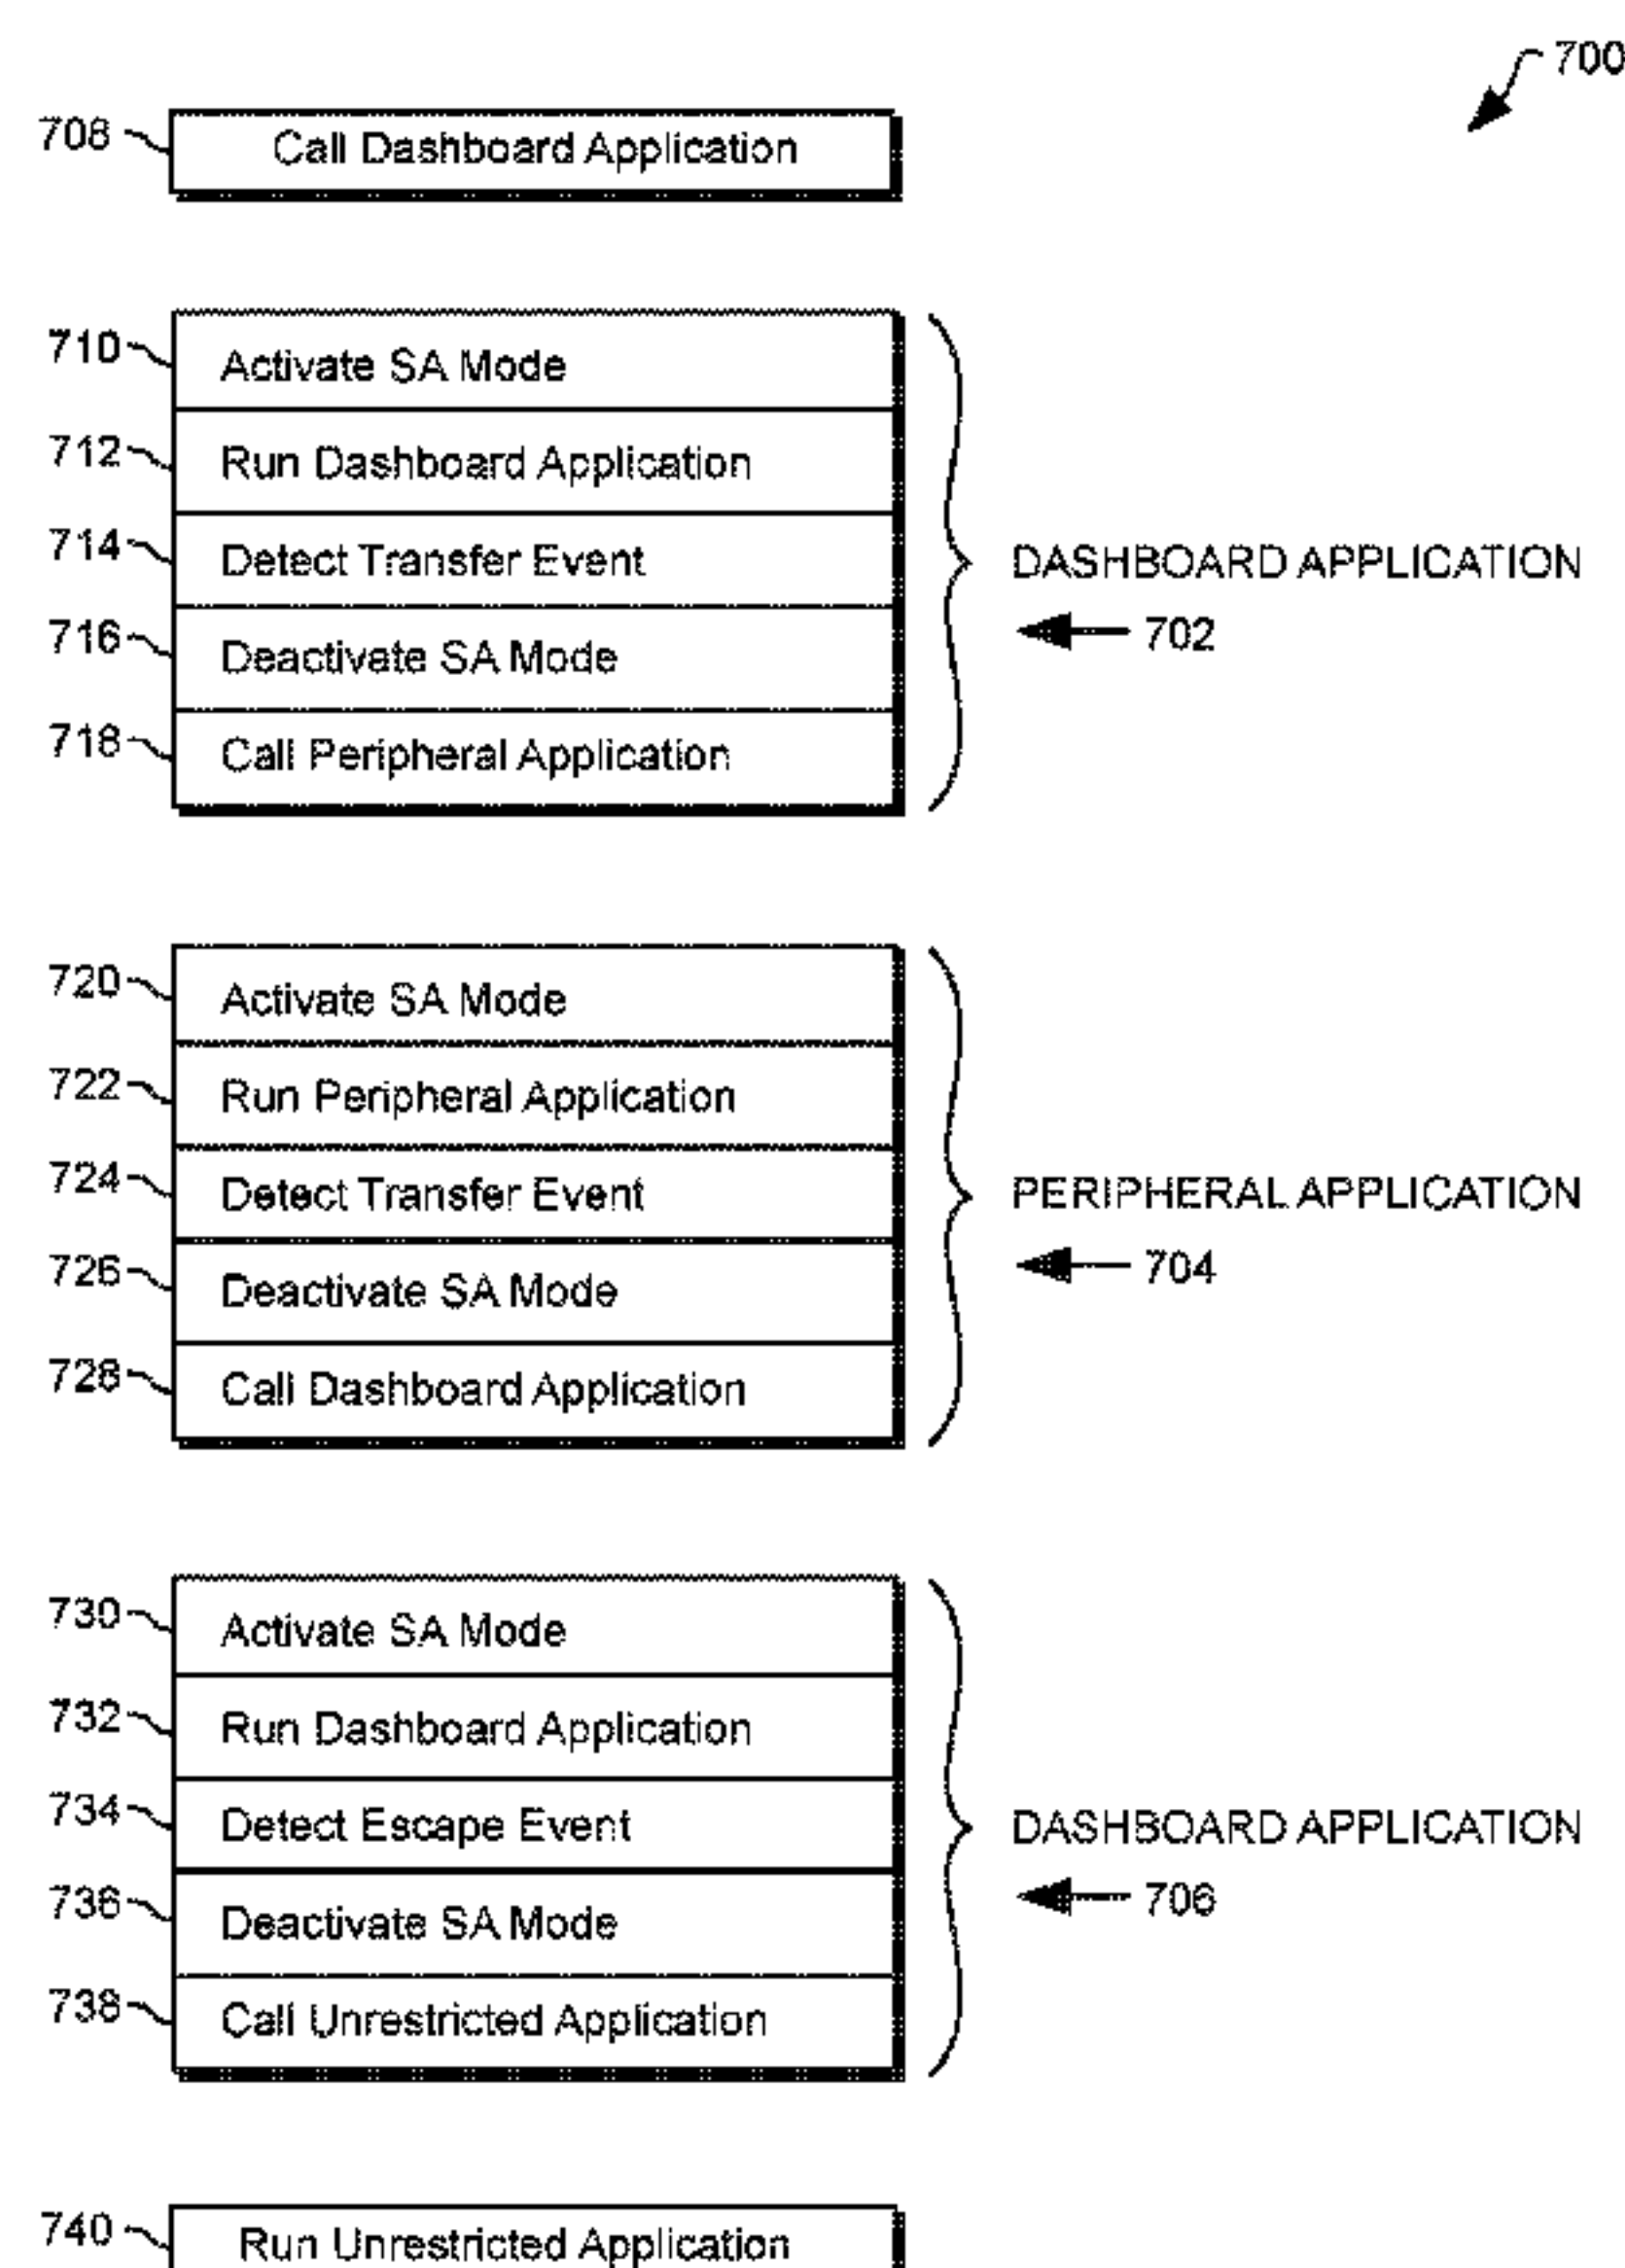 700
708 Call Dashboard Application
710 Activate SA Mode
712 Run Dashboard Application
714 Detect Transfer Event
DASHBOARD APPLICATION
716 Deactivate SA Mode
702
718 Call Peripheral Application
720 Activate SA Mode
722 Run Peripheral Application
724 Detect Transfer Event
PERIPHERAL APPLICATION
726 Deactivate SA Mode
704
728 Call Dashboard Application
730 Activate SA Mode
732 Run Dashboard Application
734 Detect Escape Event
DASHBOARD APPLICATION
736 Deactivate SA Mode
706
738 Call Unrestricted Application
740 Run Unrestricted Application